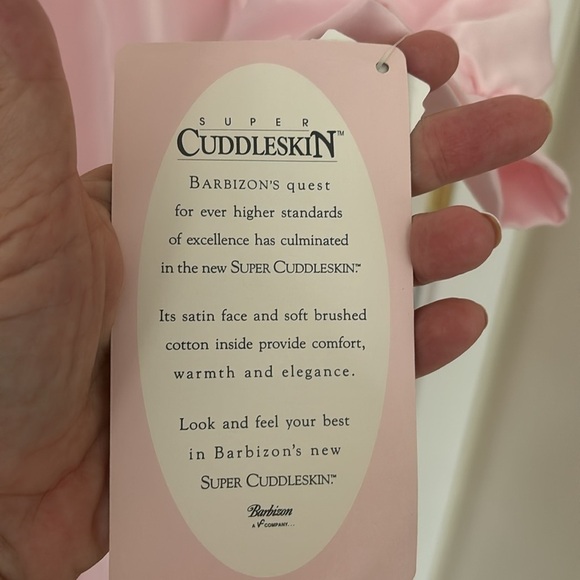 SUPER
CUDDLESKIN™
BARBIZON'S quest
for ever higher standards
of excellence has culminated
in the new SUPER CUDDLESKIN.™
Its satin face and soft brushed
cotton inside provide comfort,
warmth and elegance.
Look and feel your best
in Barbizon's new
SUPER CUDDLESKIN.™
Barbizon
A VF COMPANY...